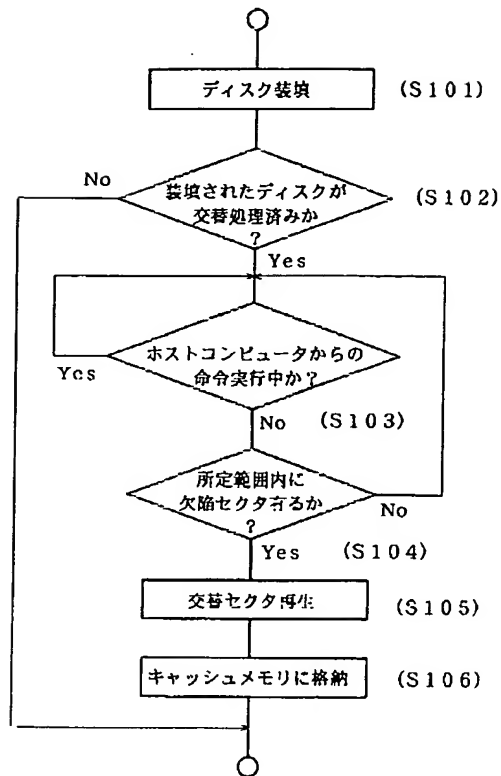 ディスク装填
(S101)
No
装填されたディスクが
交替処理済みか
?
(S102)
Yes
ホストコンピュータからの
命令実行中か?
Yes
No
(S103)
所定範囲内に
欠陥セクタ有るか
?
No
Yes
(S104)
交替セクタ再生
(S105)
キャッシュメモリに格納
(S106)